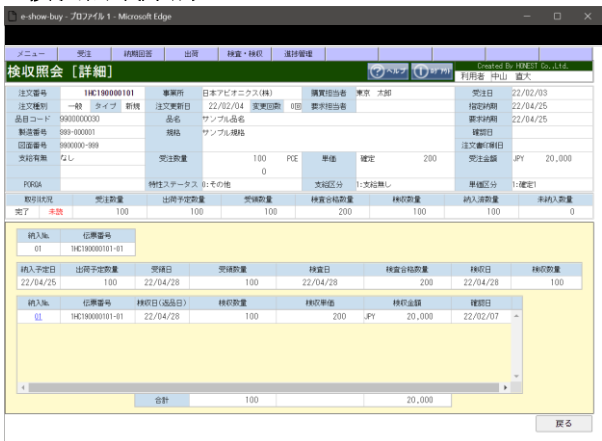 e-show-buy - プロファイル 1 - Microsoft Edge
メニュー 受注 納期回答 出荷 検査・検収 進捗管理
検収照会 [詳細] ヘルプ Created By HONEST Co.,Ltd.
利用者 中山 直大
注文番号 1HC190000101 事業所 日本アビオニクス(株) 購買担当者 東京 太郎 受注日 22/02/03
注文種別 一般 タイプ 新規 注文更新日 22/02/04 変更回数 0回 要求担当者 指定納期 22/04/25
品目コード 9900000030 品名 サンプル品名 要求納期 22/04/25
製造番号 999-000001 規格 サンプル規格 確認日
図面番号 9900000-999 注文書印刷日
支給有無 なし 受注数量 100 PCE 単価 確定 200 受注金額 JPY 20,000
0
PORQA 特性ステータス 0:その他 支給区分 1:支給無し 単価区分 1:確定1
取引状況 受注数量 出荷予定数量 受領数量 検査合格数量 検収数量 納入済数量 未納入数量
完了 未読 100 100 100 200 100 100 0
納入No. 伝票番号
01 1HC190000101-01
納入予定日 出荷予定数量 受領日 受領数量 検査日 検査合格数量 検収日 検収数量
22/04/25 100 22/04/28 100 22/04/28 200 22/04/28 100
納入No. 伝票番号 検収日(返品日) 検収数量 検収単価 検収金額 確認日
01 1HC190000101-01 22/04/28 100 200 JPY 20,000 22/02/07
合計 100 20,000
戻る